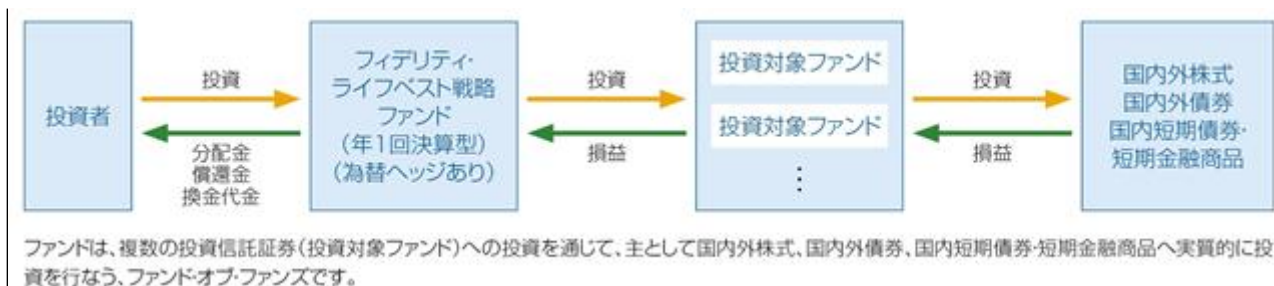 投資者
投資
分配金
償還金
換金代金
フィデリティ・
ライフベスト戦略
ファンド
(年1回決算型)
(為替ヘッジあり)
投資
損益
投資対象ファンド
投資対象ファンド
⋮
投資
損益
国内外株式
国内外債券
国内短期債券・
短期金融商品
ファンドは、複数の投資信託証券(投資対象ファンド)への投資を通じて、主として国内外株式、国内外債券、国内短期債券・短期金融商品へ実質的に投
資を行なう、ファンド・オブ・ファンズです。